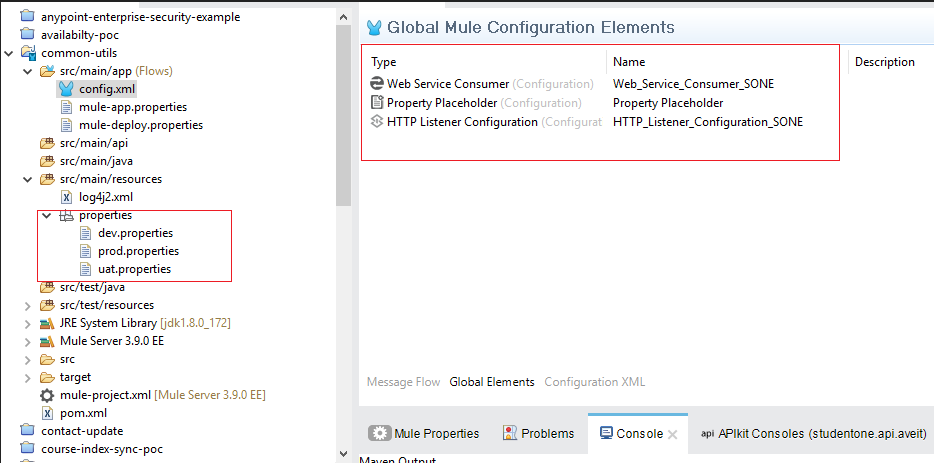 anypoint-enterprise-security-example
availabilty-poc
common-utils
src/main/app (Flows)
config.xml
mule-app.properties
mule-deploy.properties
src/main/api
src/main/java
src/main/resources
log4j2.xml
properties
dev.properties
prod.properties
uat.properties
src/test/java
src/test/resources
JRE System Library [jdk1.8.0_172]
Mule Server 3.9.0 EE
src
target
mule-project.xml [Mule Server 3.9.0 EE]
pom.xml
contact-update
course-index-sync-poc
Global Mule Configuration Elements
Type Name Description
Web Service Consumer (Configuration) Web_Service_Consumer_SONE
Property Placeholder (Configuration) Property Placeholder
HTTP Listener Configuration (Configurat HTTP_Listener_Configuration_SONE
Message Flow Global Elements Configuration XML
Mule Properties Problems Console api APIkit Consoles (studentone.api.aveit)
Maven Output